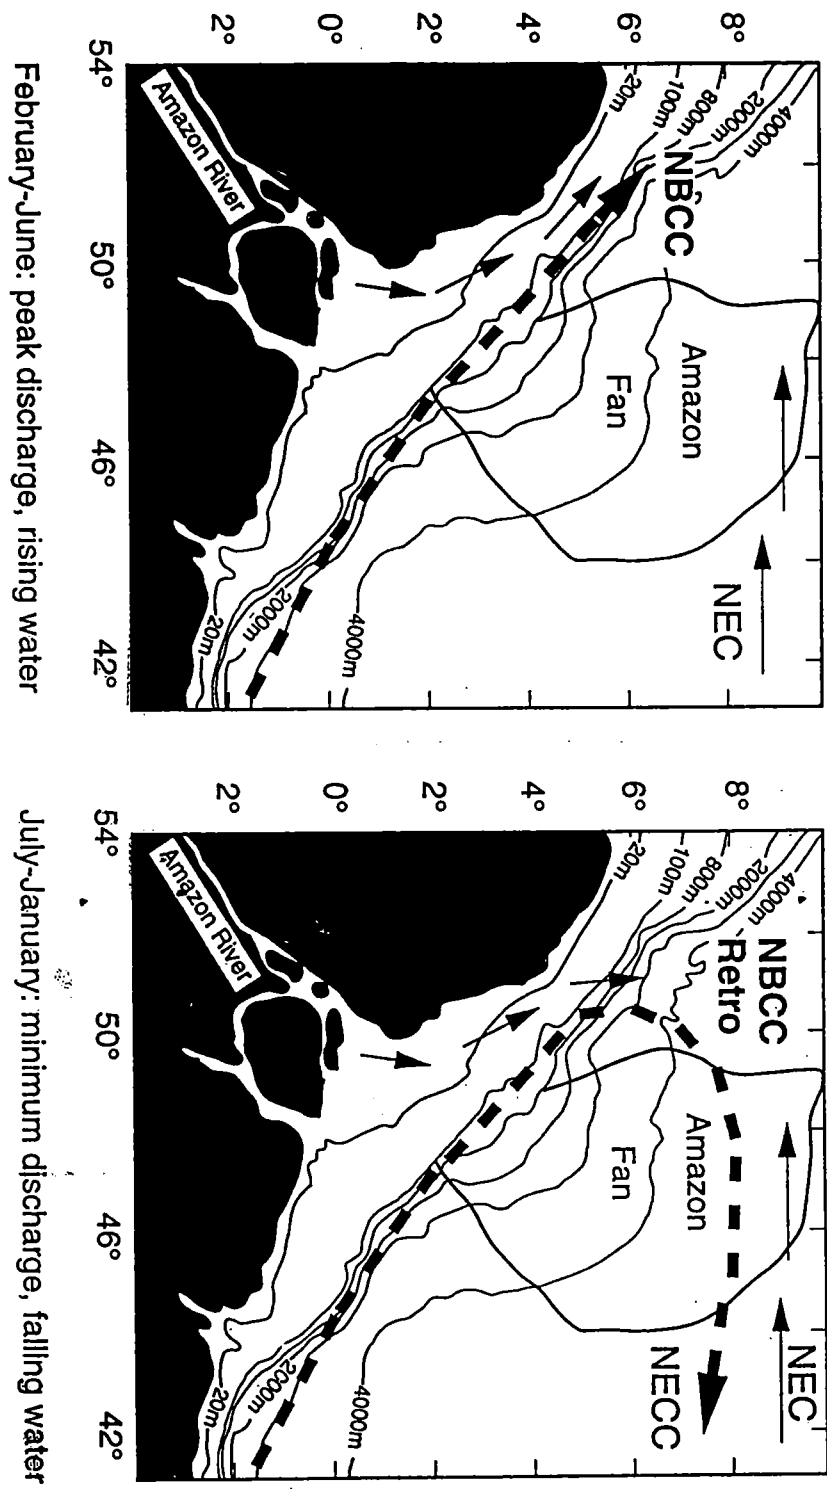 8°
6°
4°
2°
0°
2°
54°
50°
46°
42°
20m
100m
800m
2000m
4000m
NBCC
Amazon
Fan
NEC
Amazon River
4000m
2000m
20m
February-June: peak discharge, rising water
8°
6°
4°
2°
0°
2°
54°
50°
46°
42°
20m
100m
800m
2000m
4000m
NBCC
Retro
Amazon
Fan
NEC
NECC
Amazon River
4000m
2000m
20m
July-January: minimum discharge, falling water